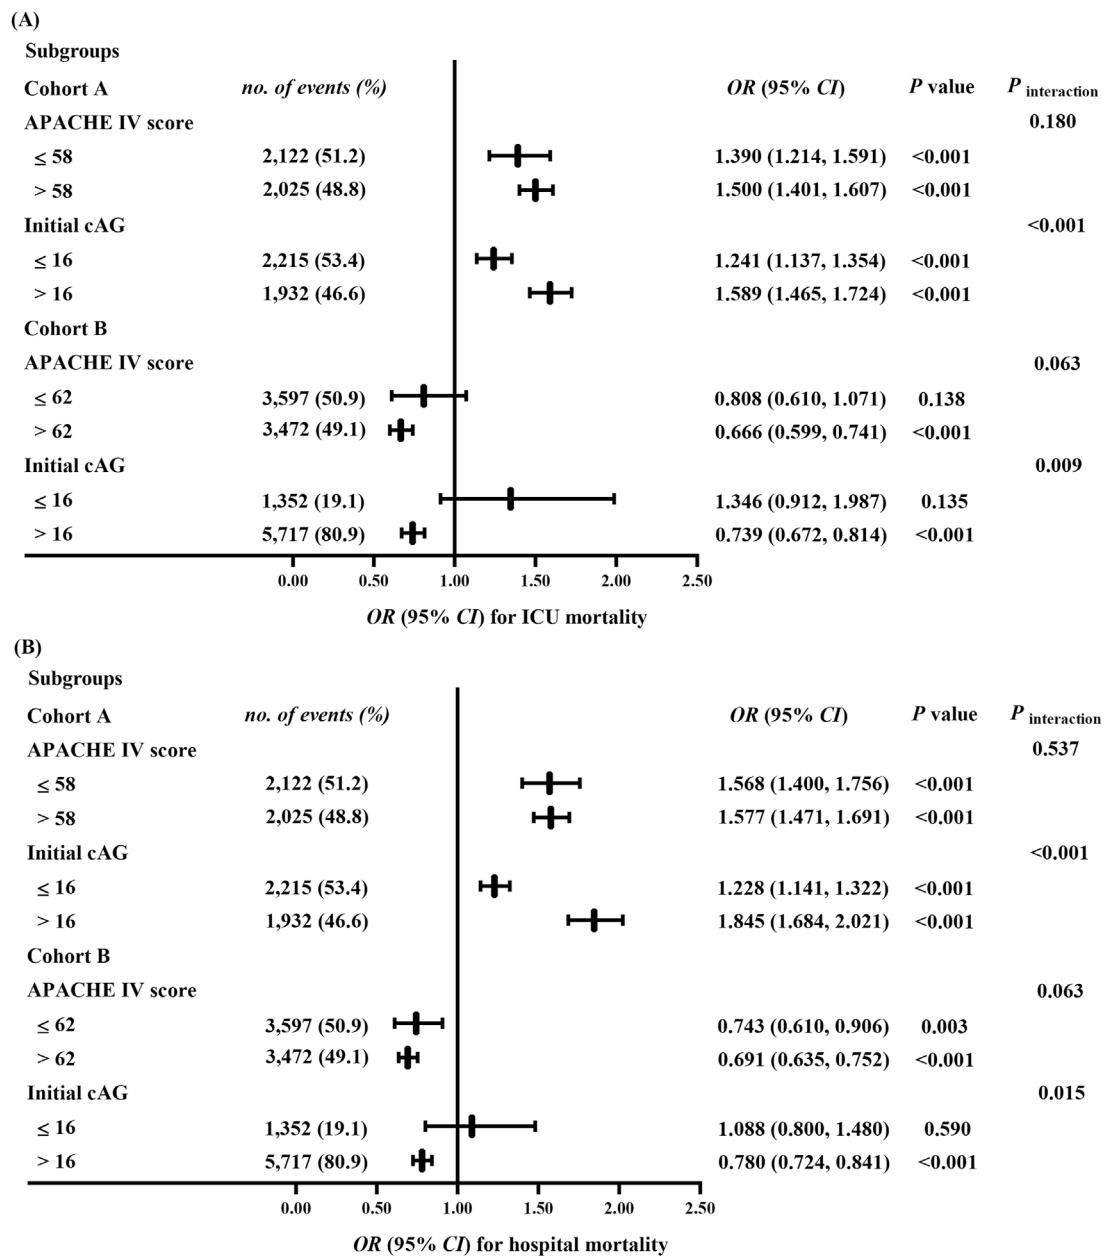 (A)
Subgroups
Cohort A no. of events (%) OR (95% CI) P value P interaction
APACHE IV score 0.180
≤ 58 2,122 (51.2) 1.390 (1.214, 1.591) <0.001
> 58 2,025 (48.8) 1.500 (1.401, 1.607) <0.001
Initial cAG <0.001
≤ 16 2,215 (53.4) 1.241 (1.137, 1.354) <0.001
> 16 1,932 (46.6) 1.589 (1.465, 1.724) <0.001
Cohort B
APACHE IV score 0.063
≤ 62 3,597 (50.9) 0.808 (0.610, 1.071) 0.138
> 62 3,472 (49.1) 0.666 (0.599, 0.741) <0.001
Initial cAG 0.009
≤ 16 1,352 (19.1) 1.346 (0.912, 1.987) 0.135
> 16 5,717 (80.9) 0.739 (0.672, 0.814) <0.001
0.00 0.50 1.00 1.50 2.00 2.50
OR (95% CI) for ICU mortality
(B)
Subgroups
Cohort A no. of events (%) OR (95% CI) P value P interaction
APACHE IV score 0.537
≤ 58 2,122 (51.2) 1.568 (1.400, 1.756) <0.001
> 58 2,025 (48.8) 1.577 (1.471, 1.691) <0.001
Initial cAG <0.001
≤ 16 2,215 (53.4) 1.228 (1.141, 1.322) <0.001
> 16 1,932 (46.6) 1.845 (1.684, 2.021) <0.001
Cohort B
APACHE IV score 0.063
≤ 62 3,597 (50.9) 0.743 (0.610, 0.906) 0.003
> 62 3,472 (49.1) 0.691 (0.635, 0.752) <0.001
Initial cAG 0.015
≤ 16 1,352 (19.1) 1.088 (0.800, 1.480) 0.590
> 16 5,717 (80.9) 0.780 (0.724, 0.841) <0.001
0.00 0.50 1.00 1.50 2.00 2.50
OR (95% CI) for hospital mortality